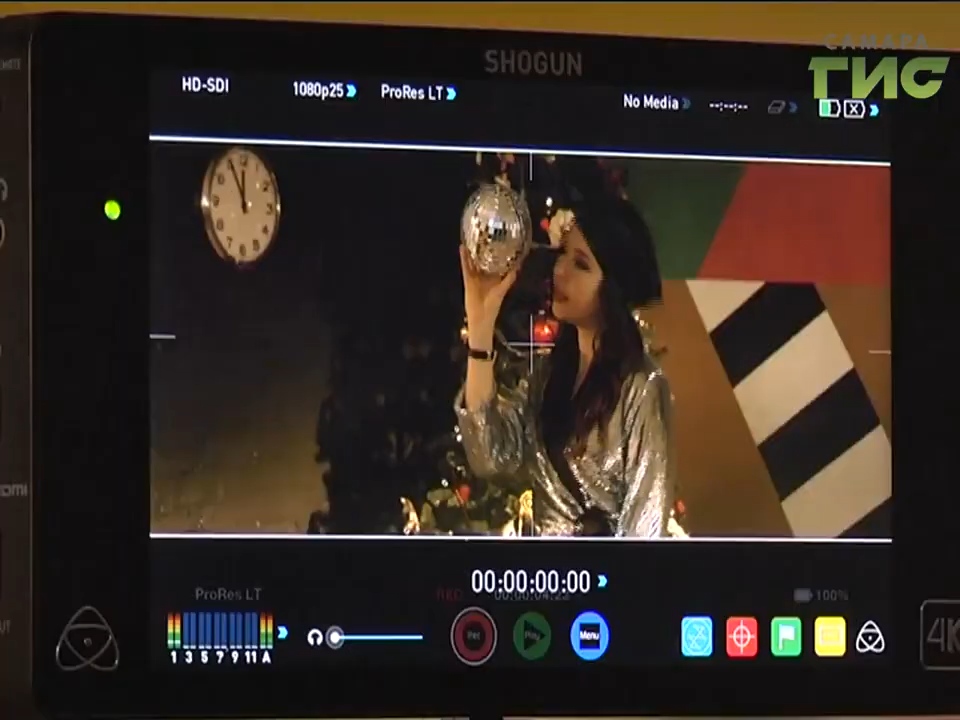 SHOGUN
САМАРА
ГИС
HD-SDI 1080p25 ProRes LT No Media --:--:--
ProRes LT REC 00:00:00:00 100%
Rec Play Menu
1 3 5 7 9 11 A
4K